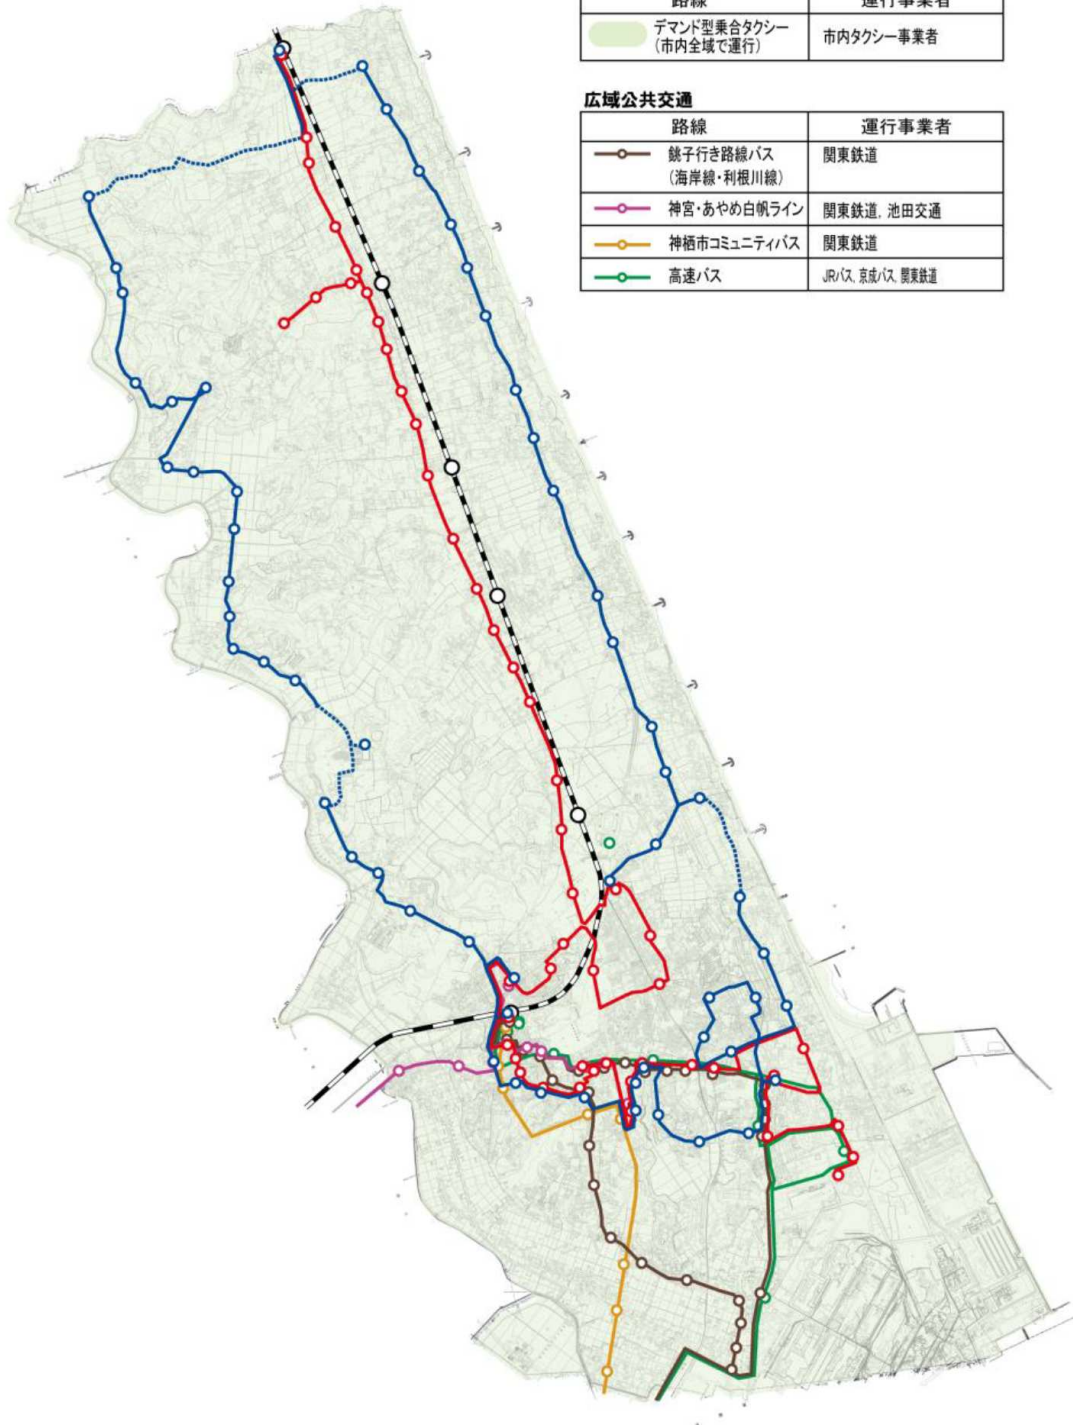 路線 運行事業者
デマンド型乗合タクシー
(市内全域で運行)
市内タクシー事業者
広域公共交通
路線 運行事業者
銚子行き路線バス
(海岸線・利根川線)
関東鉄道
神宮・あやめ白帆ライン 関東鉄道, 池田交通
神栖市コミュニティバス 関東鉄道
高速バス JRバス, 京成バス, 関東鉄道